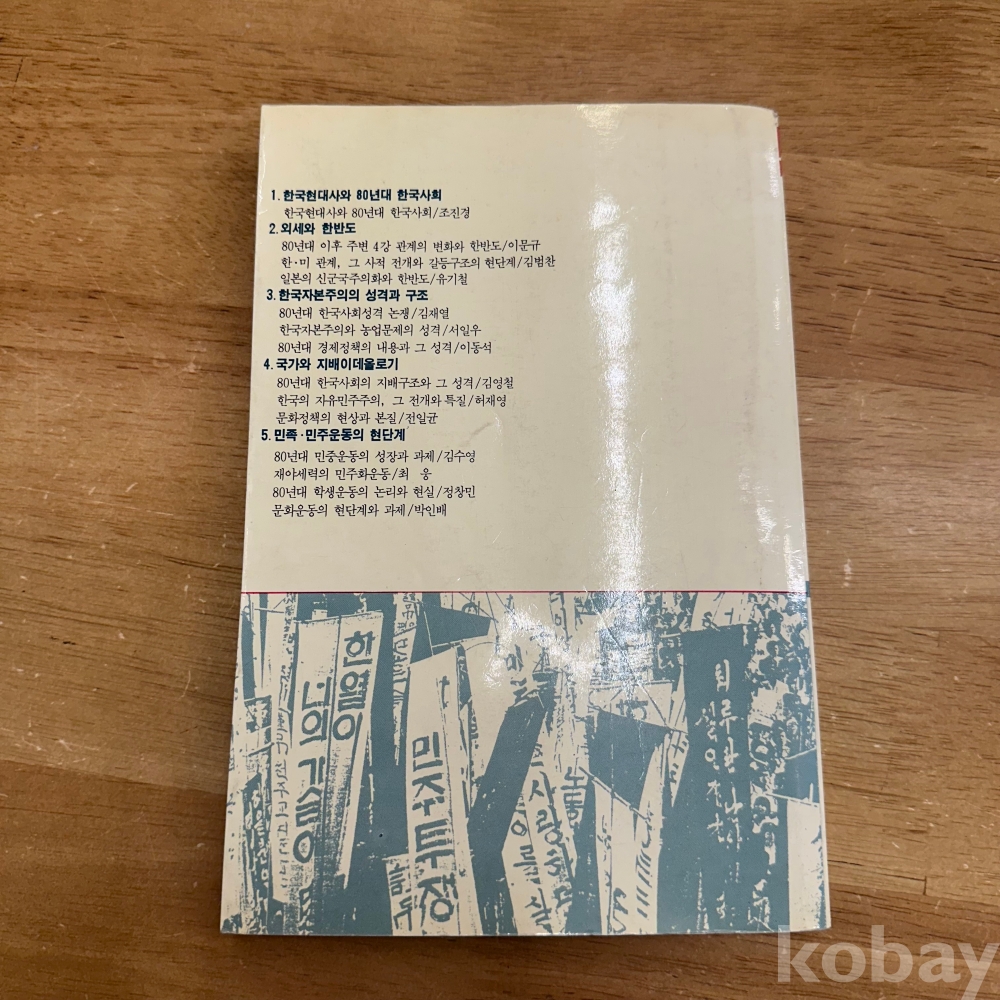 1. 한국현대사와 80년대 한국사회
한국현대사와 80년대 한국사회/조진경
2. 외세와 한반도
80년대 이후 주변 4강 관계의 변화와 한반도/이문규
한·미 관계, 그 사적 전개와 갈등구조의 현단계/김범찬
일본의 신군국주의화와 한반도/유기철
3. 한국자본주의의 성격과 구조
80년대 한국사회성격 논쟁/김재열
한국자본주의와 농업문제의 성격/서일우
80년대 경제정책의 내용과 그 성격/이동석
4. 국가와 지배이데올로기
80년대 한국사회의 지배구조와 그 성격/김영철
한국의 자유민주주의, 그 전개와 특질/허재영
문화정책의 현상과 본질/전일균
5. 민족·민주운동의 현단계
80년대 민중운동의 성장과 과제/김수영
재야세력의 민주화운동/최 웅
80년대 학생운동의 논리와 현실/정창민
문화운동의 현단계와 과제/박인배
한열이
너의 가슴이
민주투쟁
사랑
kobay